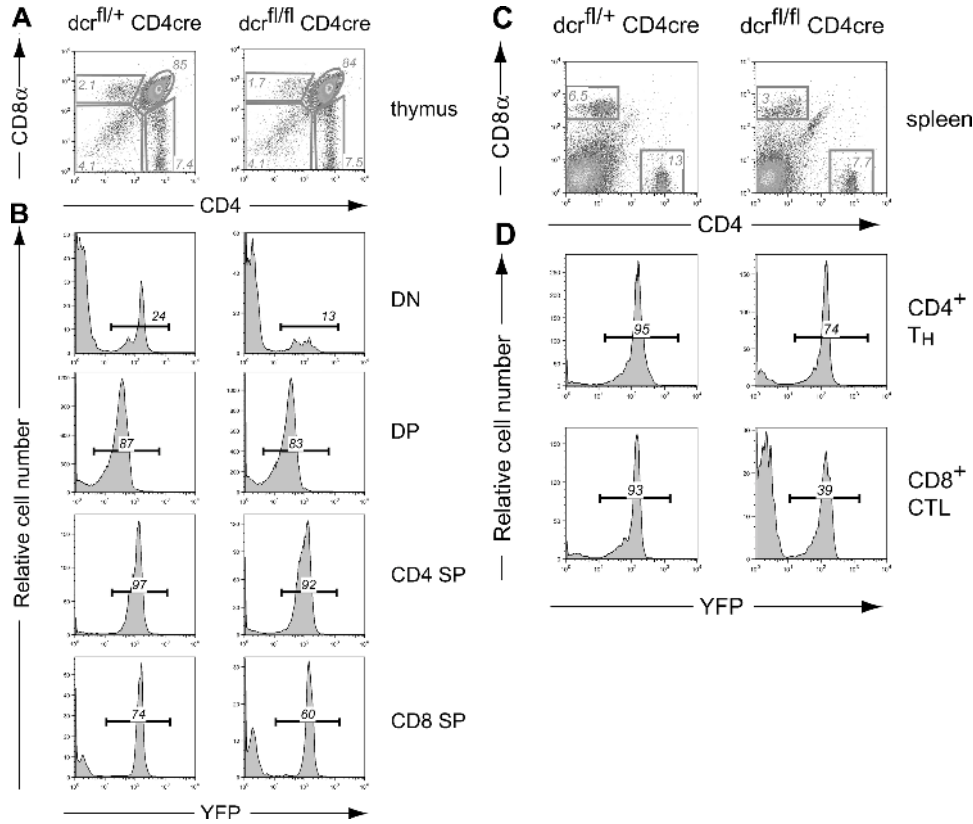 A
dcr^fl/+ CD4cre
dcr^fl/fl CD4cre
CD8α
2.1
85
4.1
7.4
1.7
84
4.1
7.5
thymus
CD4
B
Relative cell number
24
13
DN
87
83
DP
97
92
CD4 SP
74
60
CD8 SP
YFP
C
dcr^fl/+ CD4cre
dcr^fl/fl CD4cre
CD8α
6.5
13
3
7.7
spleen
CD4
D
Relative cell number
95
74
CD4+
TH
93
39
CD8+
CTL
YFP